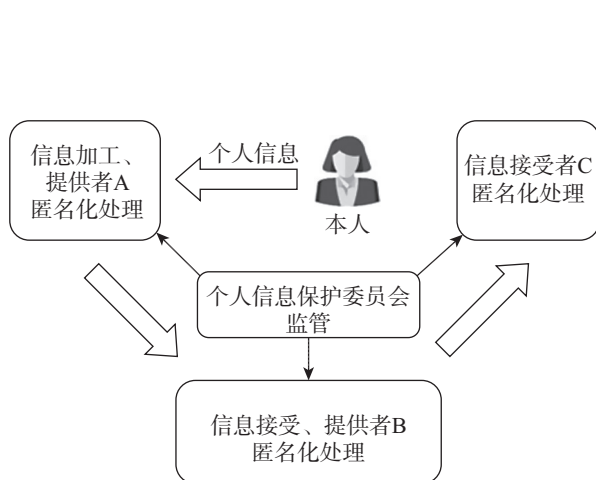 信息加工、
提供者A
匿名化处理
个人信息
本人
信息接受者C
匿名化处理
个人信息保护委员会
监管
信息接受、提供者B
匿名化处理